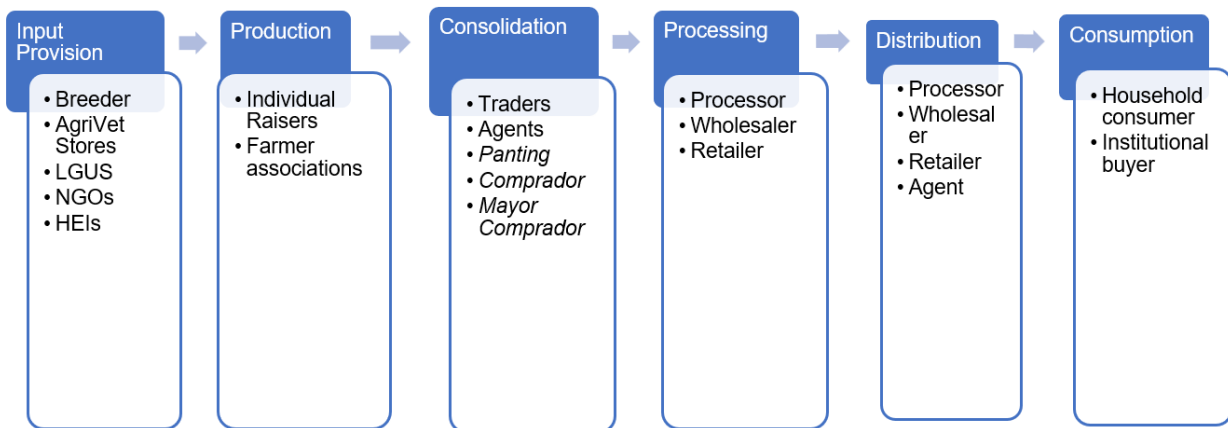 Input
Provision
• Breeder
• AgriVet
Stores
• LGUS
• NGOs
• HEIs
Production
• Individual
Raisers
• Farmer
associations
Consolidation
• Traders
• Agents
• Panting
• Comprador
• Mayor
Comprador
Processing
• Processor
• Wholesaler
• Retailer
Distribution
• Processor
• Wholesal
er
• Retailer
• Agent
Consumption
• Household
consumer
• Institutional
buyer